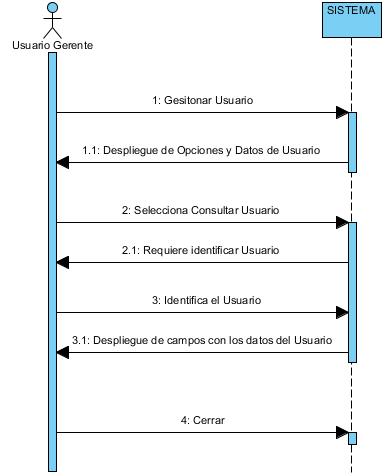 SISTEMA
Usuario Gerente
1: Gesitonar Usuario
1.1: Despliegue de Opciones y Datos de Usuario
2: Selecciona Consultar Usuario
2.1: Requiere identificar Usuario
3: Identifica el Usuario
3.1: Despliegue de campos con los datos del Usuario
4: Cerrar